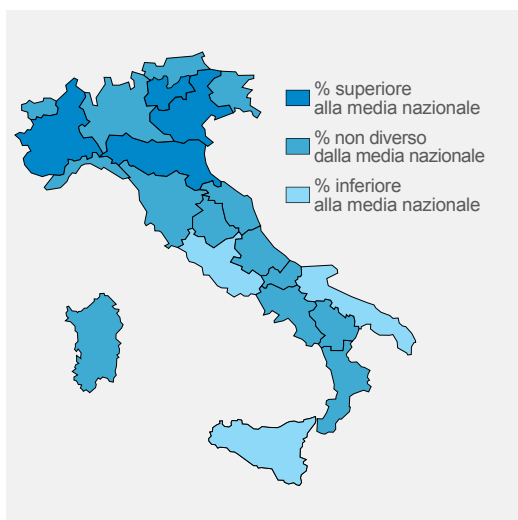 % superiore
alla media nazionale
% non diverso
dalla media nazionale
% inferiore
alla media nazionale